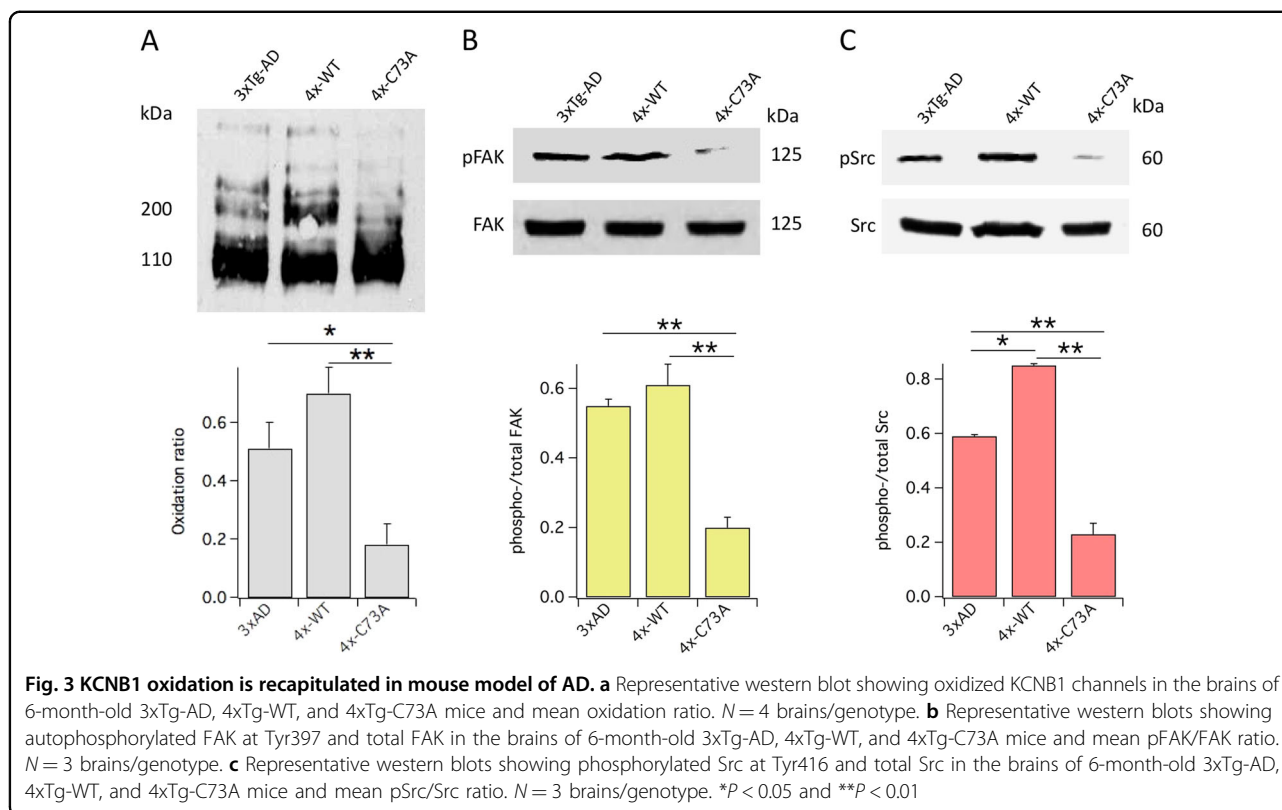 A
3xTg-AD 4x-WT 4x-C73A
kDa
200
110
* 
**
Oxidation ratio
0.6
0.4
0.2
0.0
3xAD 4x-WT 4x-C73A
B
3xTg-AD 4x-WT 4x-C73A
kDa
pFAK 125
FAK 125
**
**
phospho-/total FAK
0.6
0.4
0.2
0.0
3xAD 4x-WT 4x-C73A
C
3xTg-AD 4x-WT 4x-C73A
kDa
pSrc 60
Src 60
**
* **
phospho-/total Src
0.8
0.6
0.4
0.2
0.0
3xAD 4x-WT 4x-C73A
Fig. 3 KCNB1 oxidation is recapitulated in mouse model of AD. a Representative western blot showing oxidized KCNB1 channels in the brains of
6-month-old 3xTg-AD, 4xTg-WT, and 4xTg-C73A mice and mean oxidation ratio. N = 4 brains/genotype. b Representative western blots showing
autophosphorylated FAK at Tyr397 and total FAK in the brains of 6-month-old 3xTg-AD, 4xTg-WT, and 4xTg-C73A mice and mean pFAK/FAK ratio.
N = 3 brains/genotype. c Representative western blots showing phosphorylated Src at Tyr416 and total Src in the brains of 6-month-old 3xTg-AD,
4xTg-WT, and 4xTg-C73A mice and mean pSrc/Src ratio. N = 3 brains/genotype. *P < 0.05 and **P < 0.01